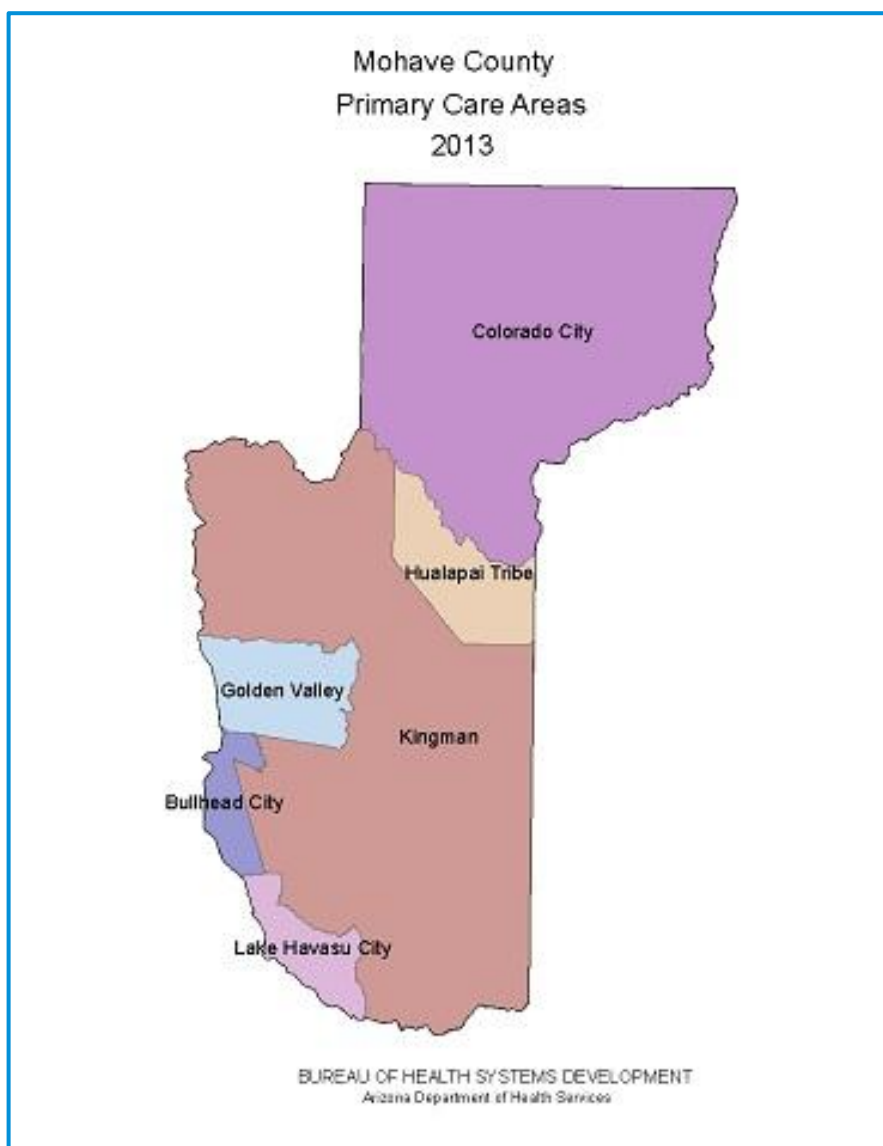 Mohave County
Primary Care Areas
2013
Colorado City
Hualapai Tribe
Golden Valley
Kingman
Bullhead City
Lake Havasu City
BUREAU OF HEALTH SYSTEMS DEVELOPMENT
Arizona Department of Health Services